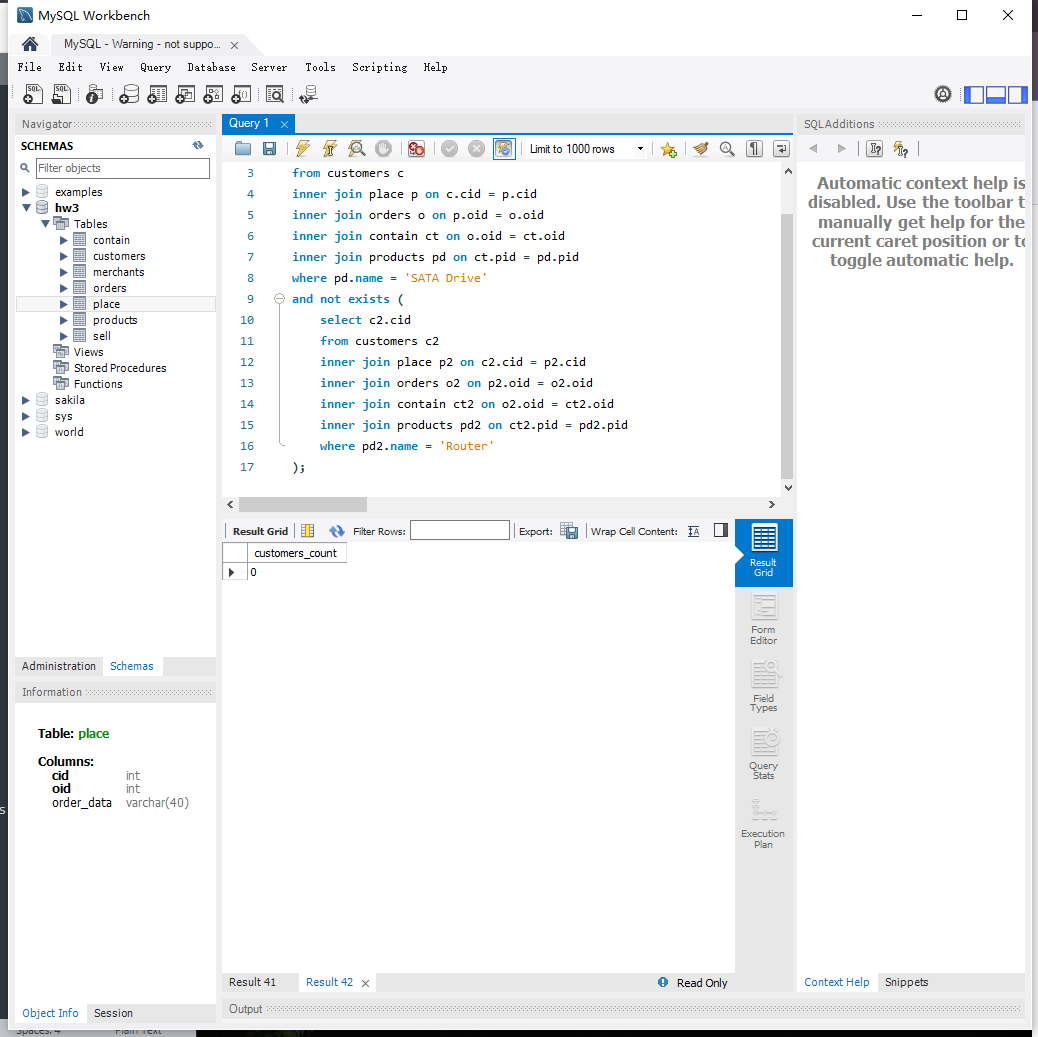 MySQL Workbench
MySQL - Warning - not suppo...
File Edit View Query Database Server Tools Scripting Help
Navigator
SCHEMAS
Filter objects
examples
hw3
Tables
contain
customers
merchants
orders
place
products
sell
Views
Stored Procedures
Functions
sakila
sys
world
Administration Schemas
Information
Table: place
Columns:
cid int
oid int
order_data varchar(40)
Object Info Session
Query 1
Limit to 1000 rows
3 from customers c
4 inner join place p on c.cid = p.cid
5 inner join orders o on p.oid = o.oid
6 inner join contain ct on o.oid = ct.oid
7 inner join products pd on ct.pid = pd.pid
8 where pd.name = 'SATA Drive'
9 and not exists (
10 select c2.cid
11 from customers c2
12 inner join place p2 on c2.cid = p2.cid
13 inner join orders o2 on p2.oid = o2.oid
14 inner join contain ct2 on o2.oid = ct2.oid
15 inner join products pd2 on ct2.pid = pd2.pid
16 where pd2.name = 'Router'
17 );
Result Grid Filter Rows: Export: Wrap Cell Content:
customers_count
0
Result
Grid
Form
Editor
Field
Types
Query
Stats
Execution
Plan
Result 41 Result 42 Read Only
Output
SQLAdditions
Automatic context help is
disabled. Use the toolbar t
manually get help for the
current caret position or to
toggle automatic help.
Context Help Snippets
Spaces: 4 Plain Text